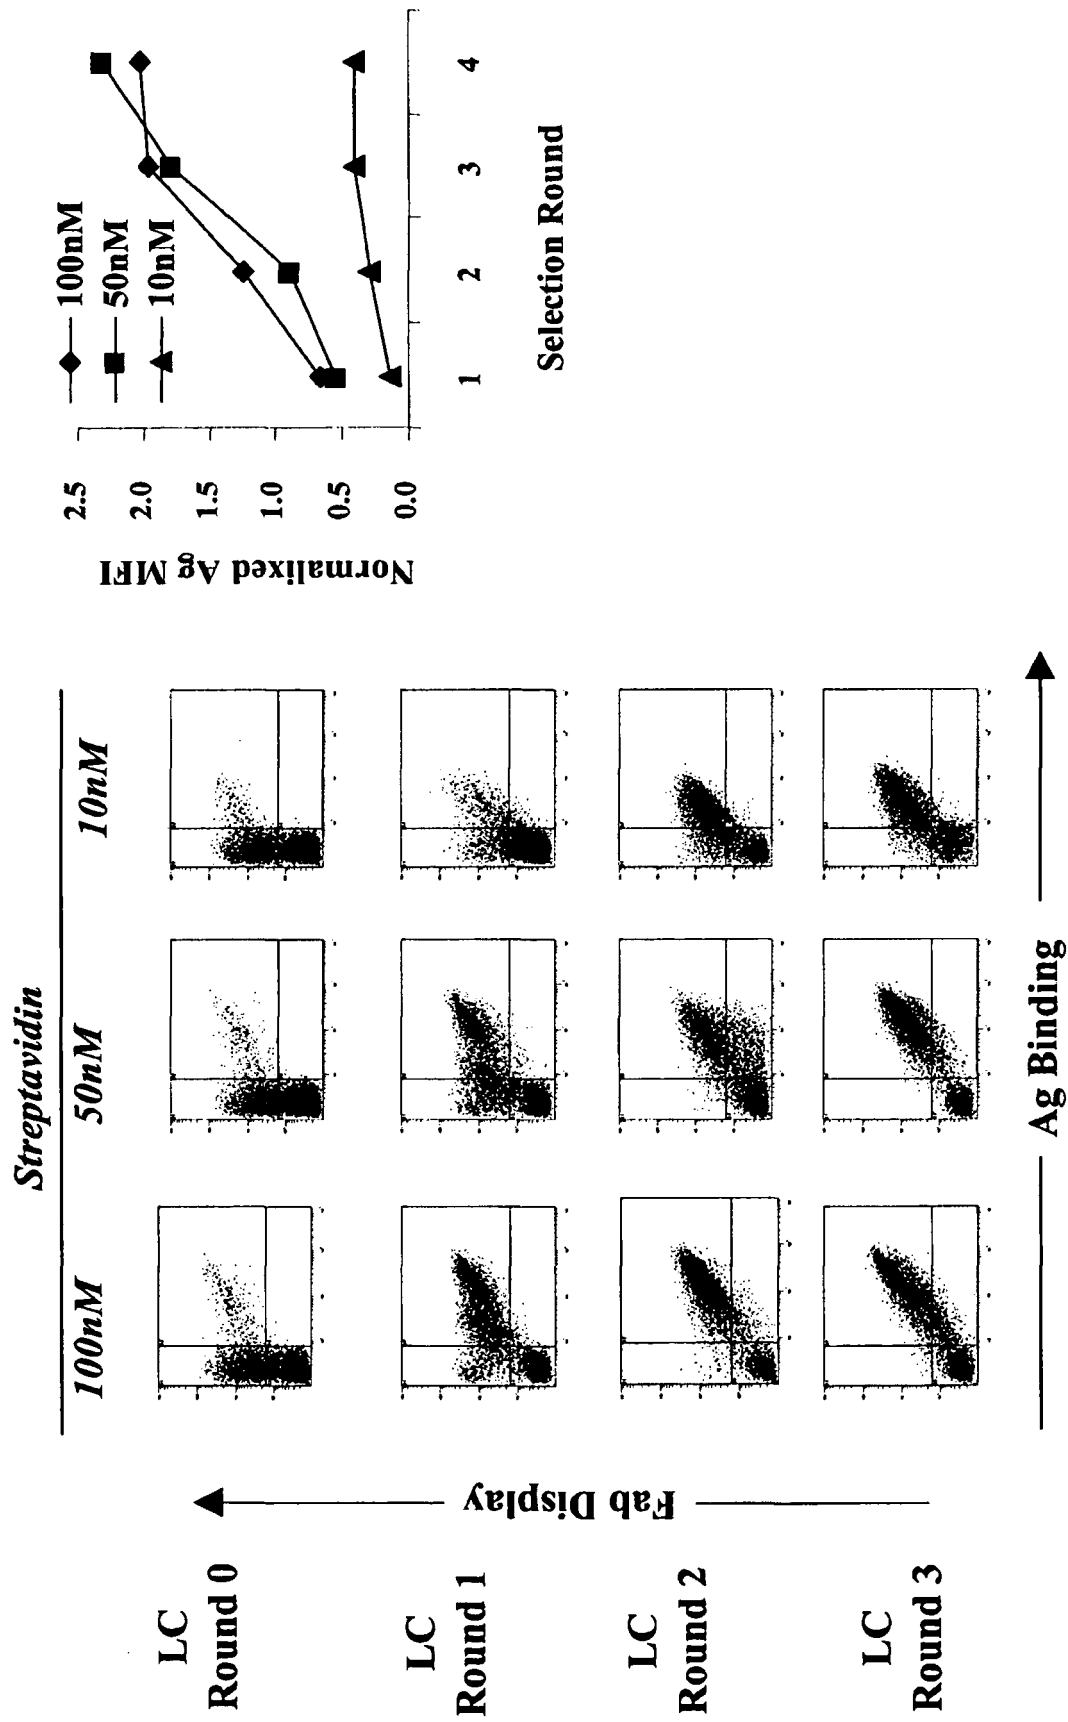 Streptavidin
100nM 50nM 10nM
LC
Round 0
LC
Round 1
LC
Round 2
LC
Round 3
Fab Display
Ag Binding
100nM
50nM
10nM
2.5
2.0
1.5
1.0
0.5
0.0
Normalixed Ag MFI
1 2 3 4
Selection Round